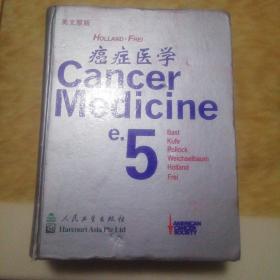 英文原版
HOLLAND·FREI
癌症医学
Cancer
Medicine
e.5
Bast
Kufe
Pollock
Weichselbaum
Holland
Frei
人民卫生出版社
Harcourt Asia Pte Ltd
AMERICAN
CANCER
SOCIETY